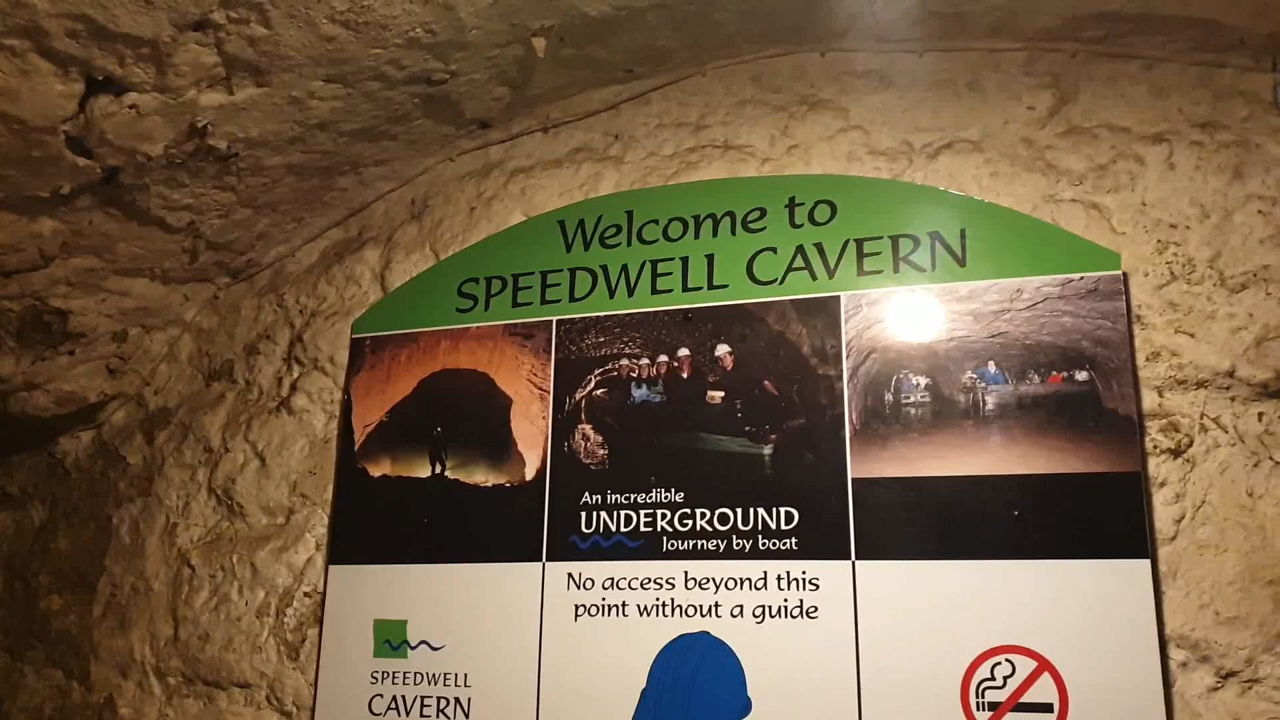 Welcome to
SPEEDWELL CAVERN
An incredible
UNDERGROUND
Journey by boat
No access beyond this
point without a guide
SPEEDWELL
CAVERN